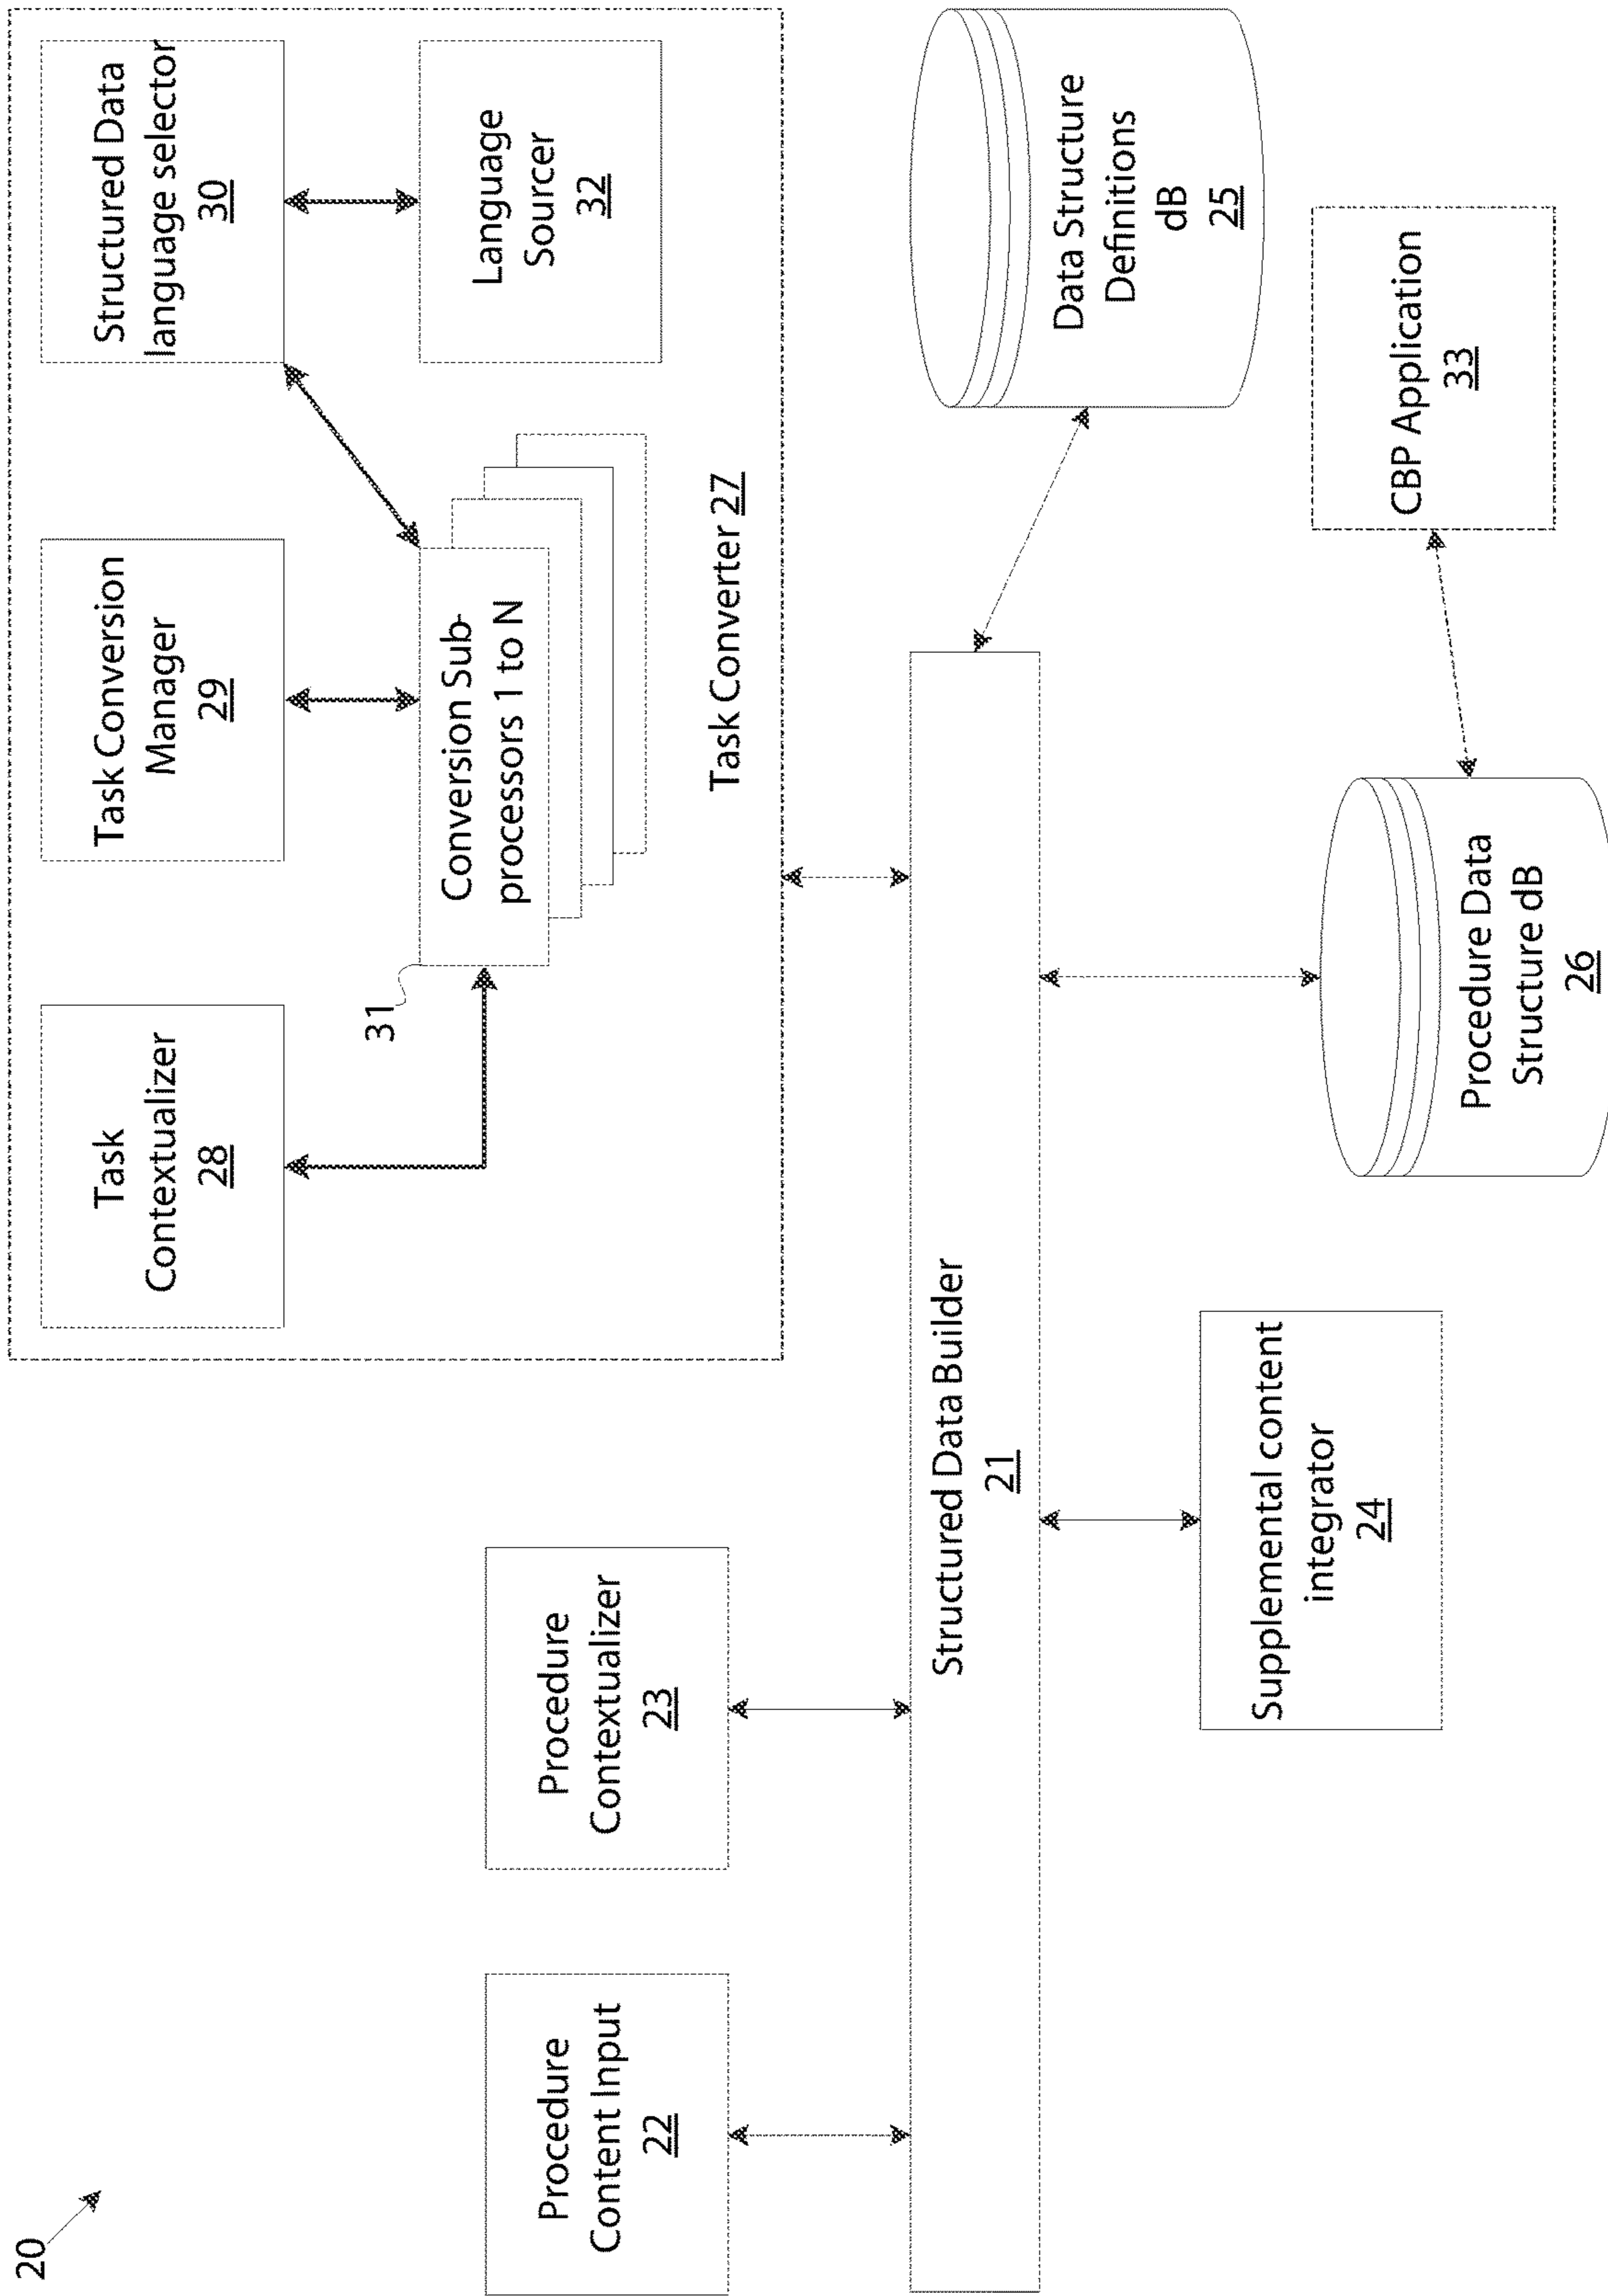 20
Procedure
Content Input
22
Procedure
Contextualizer
23
Task
Contextualizer
28
Task Conversion
Manager
29
Structured Data
language selector
30
31
Conversion Sub-
processors 1 to N
Language
Sourcer
32
Task Converter 27
Structured Data Builder
21
Supplemental content
integrator
24
Procedure Data
Structure dB
26
Data Structure
Definitions
dB
25
CBP Application
33